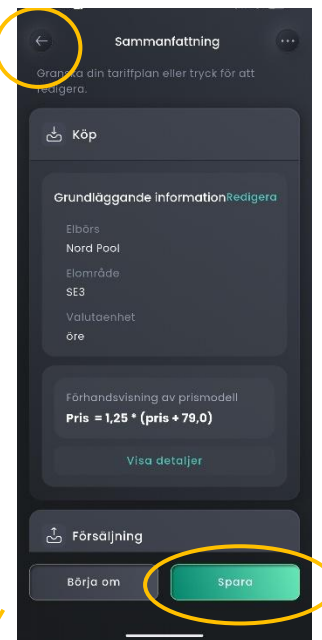 Sammanfattning
Granska din tariffplan eller tryck för att
redigera.
Köp
Grundläggande information Redigera
Elbörs
Nord Pool
Elområde
SE3
Valutaenhet
öre
Förhandsvisning av prismodell
Pris = 1,25 * (pris + 79,0)
Visa detaljer
Försäljning
Börja om
Spara